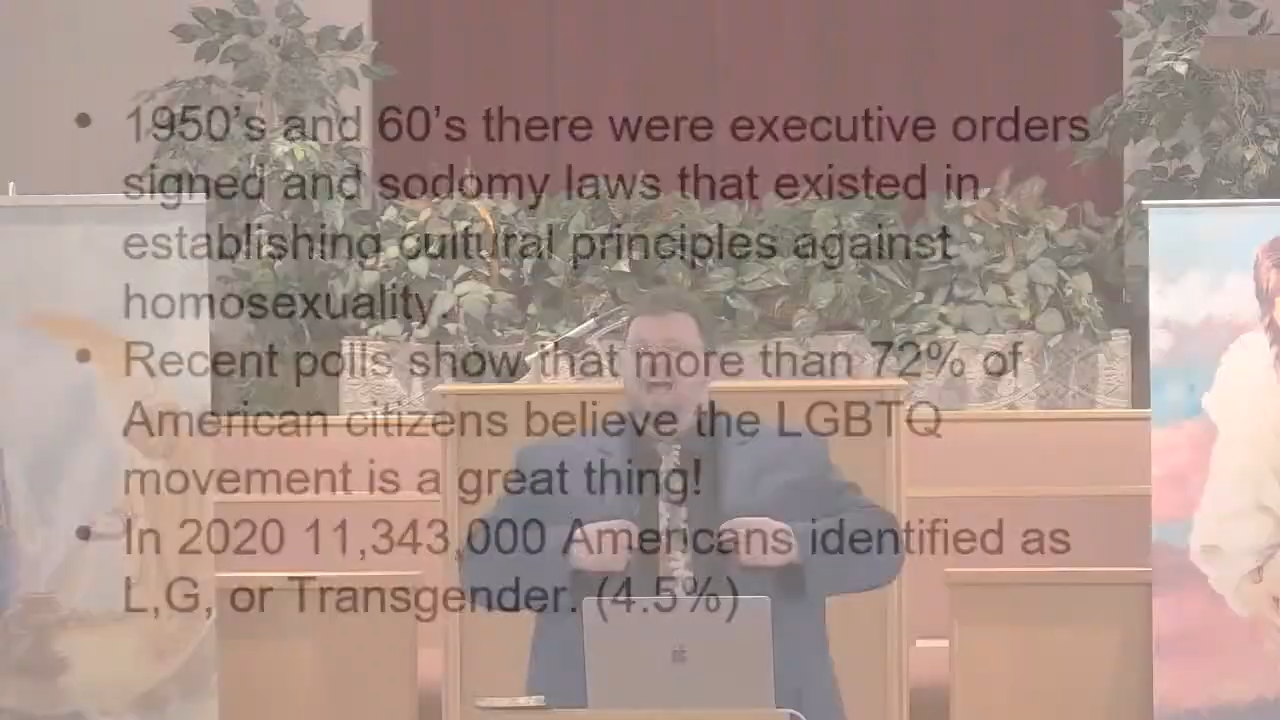 • 1950's and 60's there were executive orders
signed and sodomy laws that existed in
establishing cultural principles against
homosexuality.
• Recent polls show that more than 72% of
American citizens believe the LGBTQ
movement is a great thing!
• In 2020 11,343,000 Americans identified as
L,G, or Transgender. (4.5%)